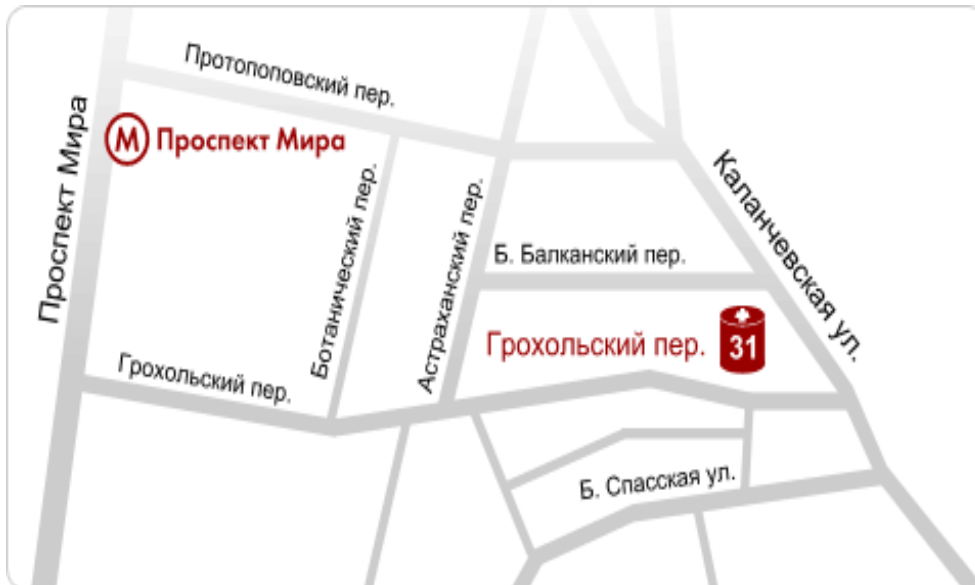 Протопоповский пер.
Проспект Мира
М Проспект Мира
Ботанический пер.
Астраханский пер.
Каланчевская ул.
Б. Балканский пер.
Грохольский пер.
31
Грохольский пер.
Б. Спасская ул.